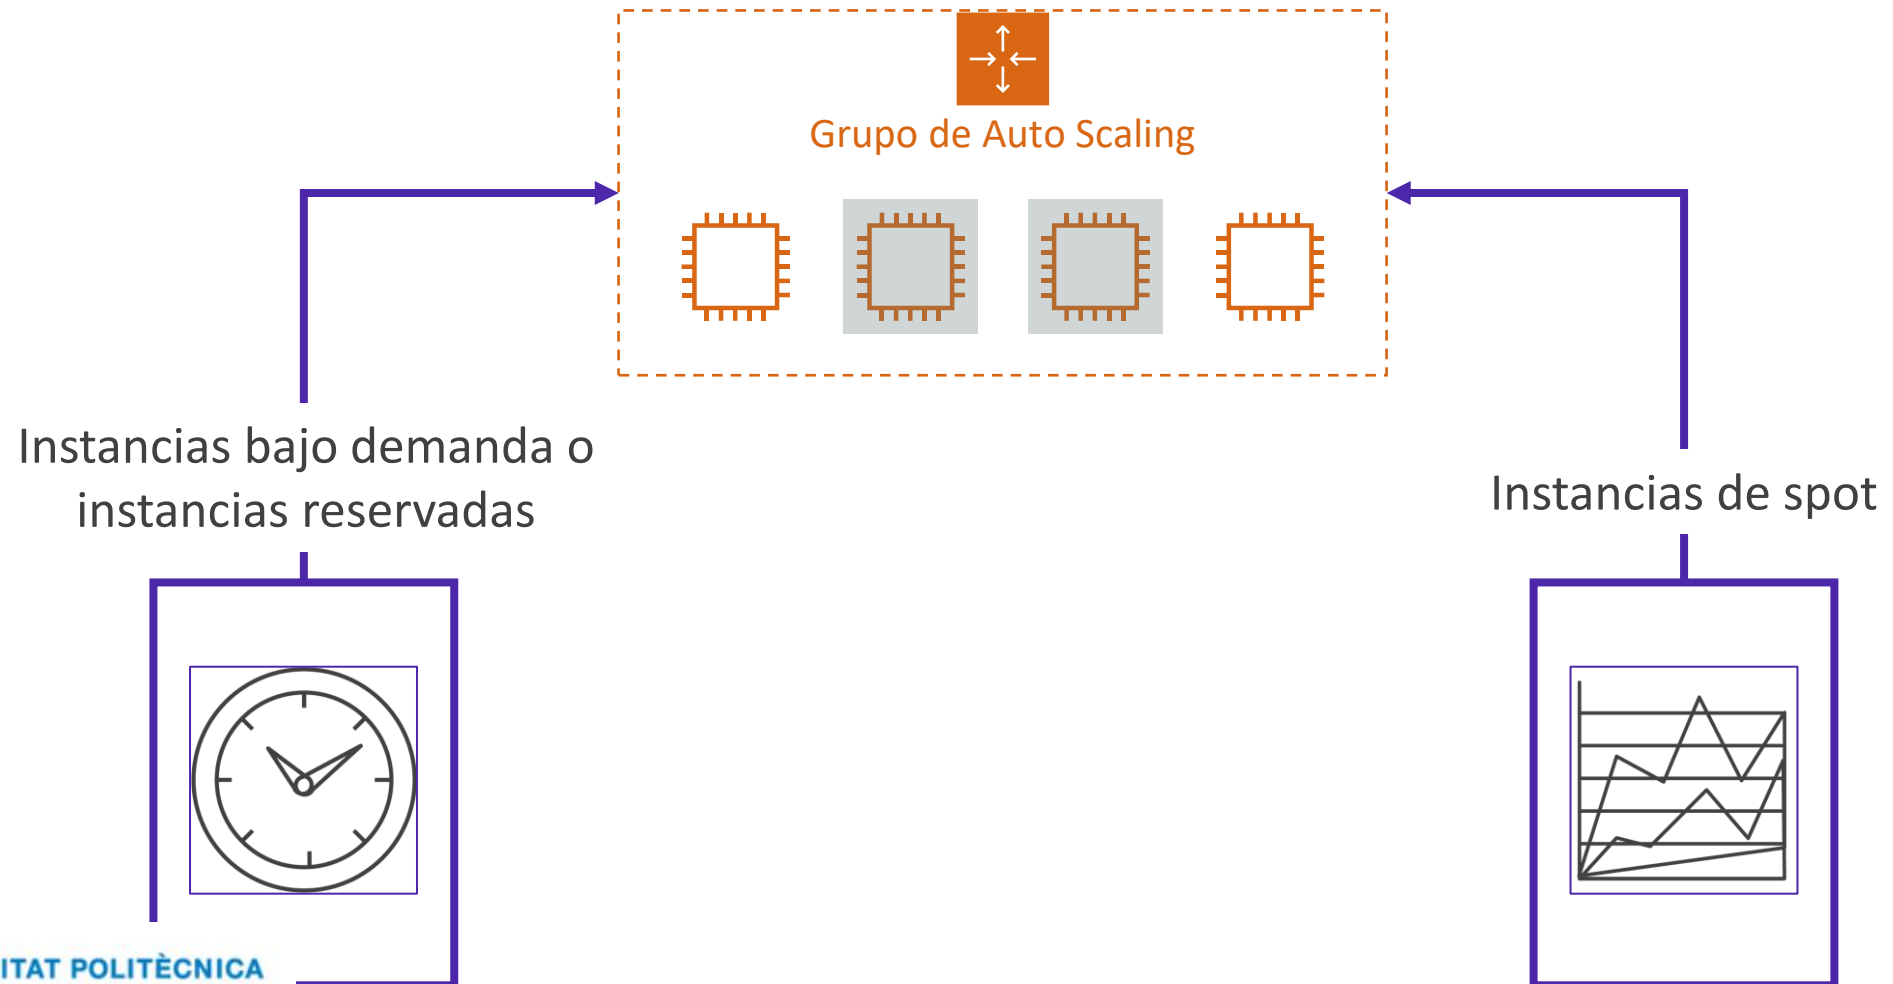 Grupo de Auto Scaling
Instancias bajo demanda o
instancias reservadas
Instancias de spot
ITAT POLITÈCNICA